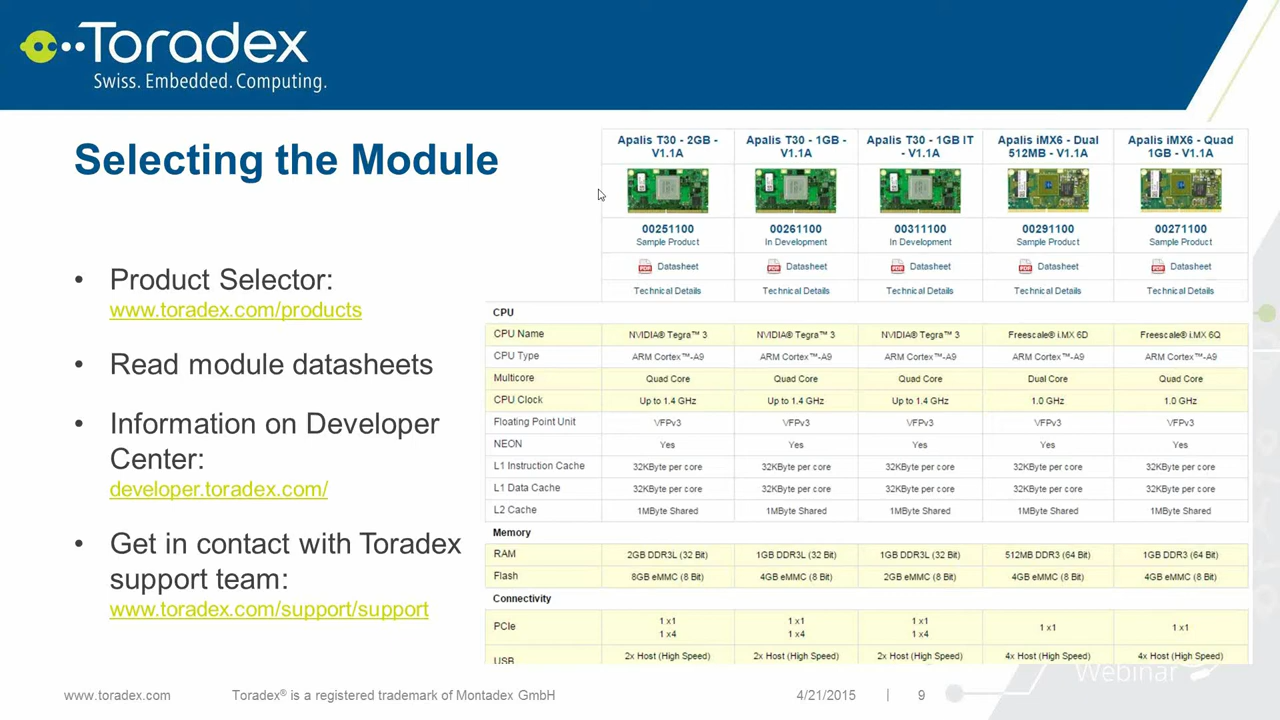 Toradex
Swiss. Embedded. Computing.
Selecting the Module
• Product Selector:
www.toradex.com/products
• Read module datasheets
• Information on Developer
Center:
developer.toradex.com/
• Get in contact with Toradex
support team:
www.toradex.com/support/support
Apalis T30 - 2GB - V1.1A Apalis T30 - 1GB - V1.1A Apalis T30 - 1GB IT - V1.1A Apalis iMX6 - Dual 512MB - V1.1A Apalis iMX6 - Quad 1GB - V1.1A
00251100 00261100 00311100 00291100 00271100
Sample Product In Development In Development Sample Product Sample Product
PDF Datasheet PDF Datasheet PDF Datasheet PDF Datasheet PDF Datasheet
Technical Details Technical Details Technical Details Technical Details Technical Details
CPU
CPU Name NVIDIA® Tegra™ 3 NVIDIA® Tegra™ 3 NVIDIA® Tegra™ 3 Freescale® i.MX 6D Freescale® i.MX 6Q
CPU Type ARM Cortex™-A9 ARM Cortex™-A9 ARM Cortex™-A9 ARM Cortex™-A9 ARM Cortex™-A9
Multicore Quad Core Quad Core Quad Core Dual Core Quad Core
CPU Clock Up to 1.4 GHz Up to 1.4 GHz Up to 1.4 GHz 1.0 GHz 1.0 GHz
Floating Point Unit VFPv3 VFPv3 VFPv3 VFPv3 VFPv3
NEON Yes Yes Yes Yes Yes
L1 Instruction Cache 32KByte per core 32KByte per core 32KByte per core 32KByte per core 32KByte per core
L1 Data Cache 32KByte per core 32KByte per core 32KByte per core 32KByte per core 32KByte per core
L2 Cache 1MByte Shared 1MByte Shared 1MByte Shared 1MByte Shared 1MByte Shared
Memory
RAM 2GB DDR3L (32 Bit) 1GB DDR3L (32 Bit) 1GB DDR3L (32 Bit) 512MB DDR3 (64 Bit) 1GB DDR3 (64 Bit)
Flash 8GB eMMC (8 Bit) 4GB eMMC (8 Bit) 2GB eMMC (8 Bit) 4GB eMMC (8 Bit) 4GB eMMC (8 Bit)
Connectivity
PCIe 1 x1 1 x1 1 x1 1 x1 1 x1
1 x4 1 x4 1 x4
USB 2x Host (High Speed) 2x Host (High Speed) 2x Host (High Speed) 4x Host (High Speed) 4x Host (High Speed)
Webinar
www.toradex.com Toradex® is a registered trademark of Montadex GmbH 4/21/2015 | 9